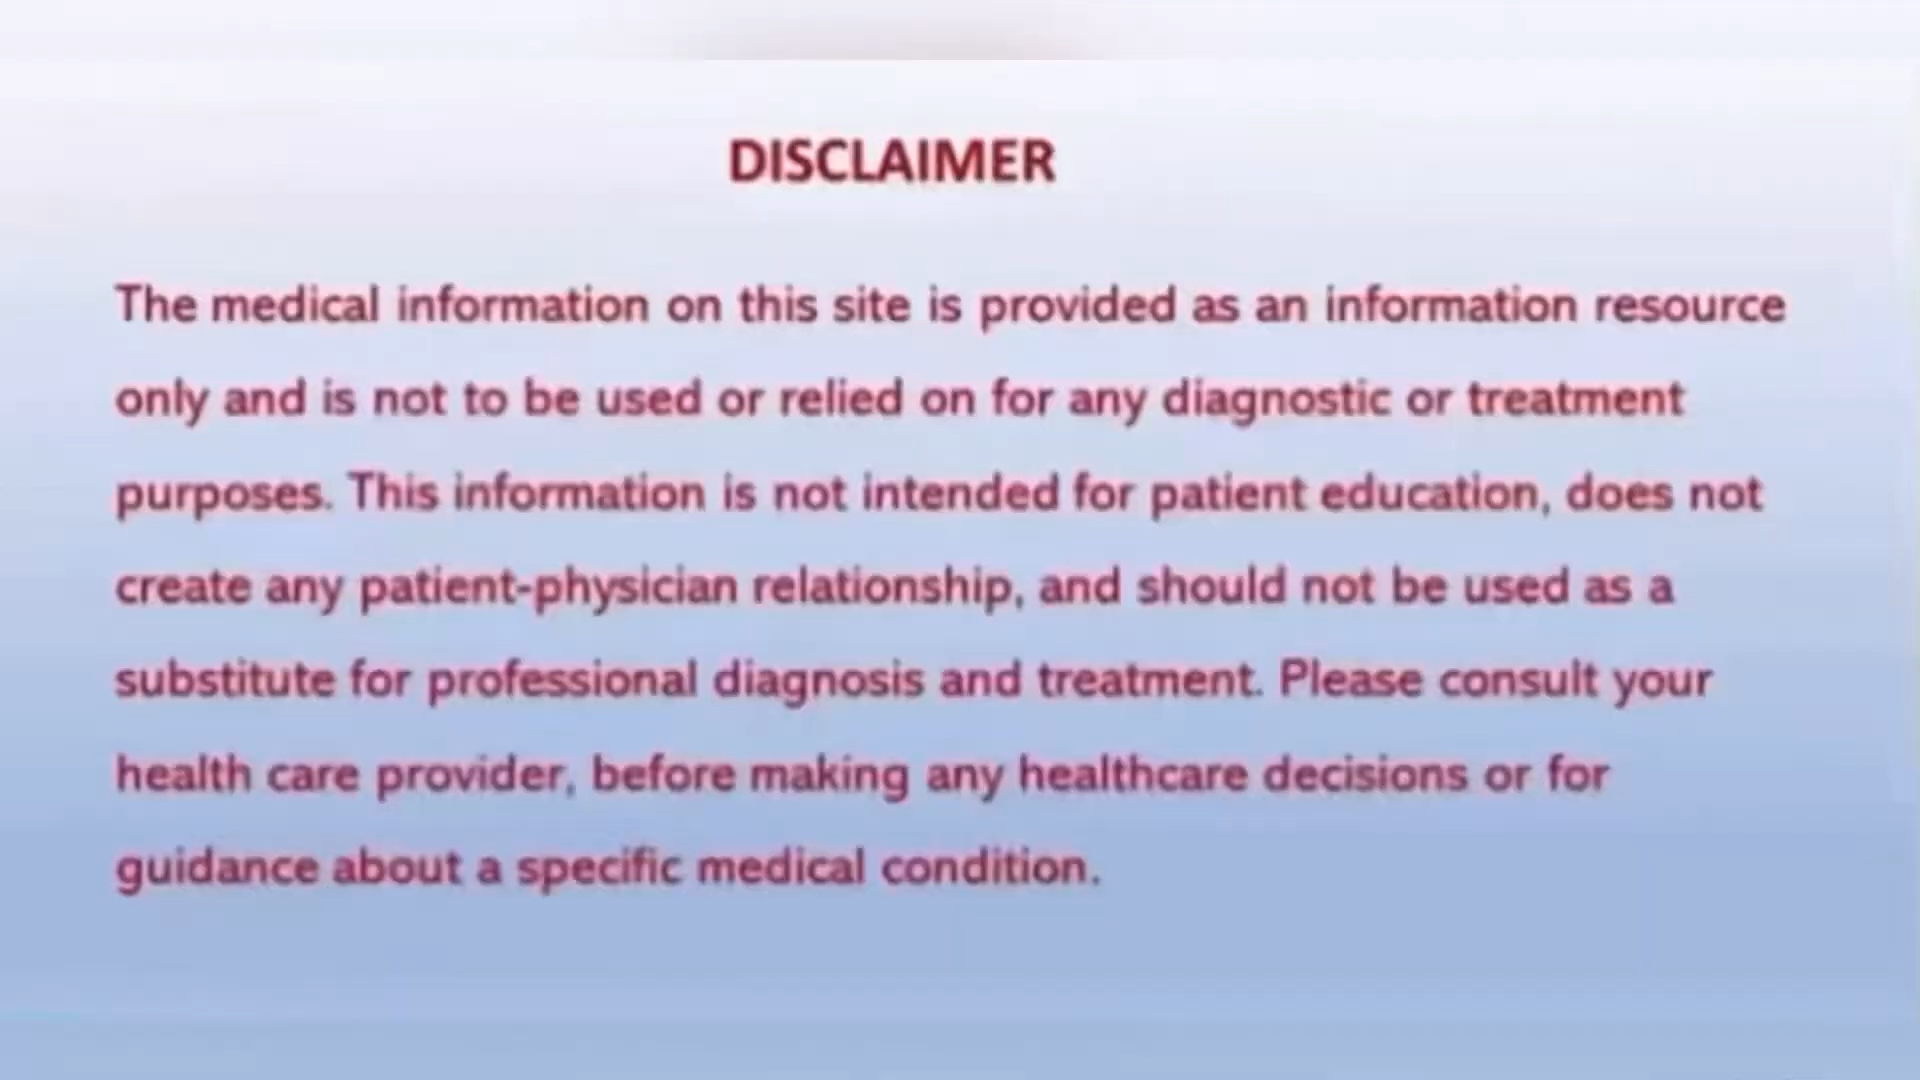 DISCLAIMER
The medical information on this site is provided as an information resource
only and is not to be used or relied on for any diagnostic or treatment
purposes. This information is not intended for patient education, does not
create any patient-physician relationship, and should not be used as a
substitute for professional diagnosis and treatment. Please consult your
health care provider, before making any healthcare decisions or for
guidance about a specific medical condition.